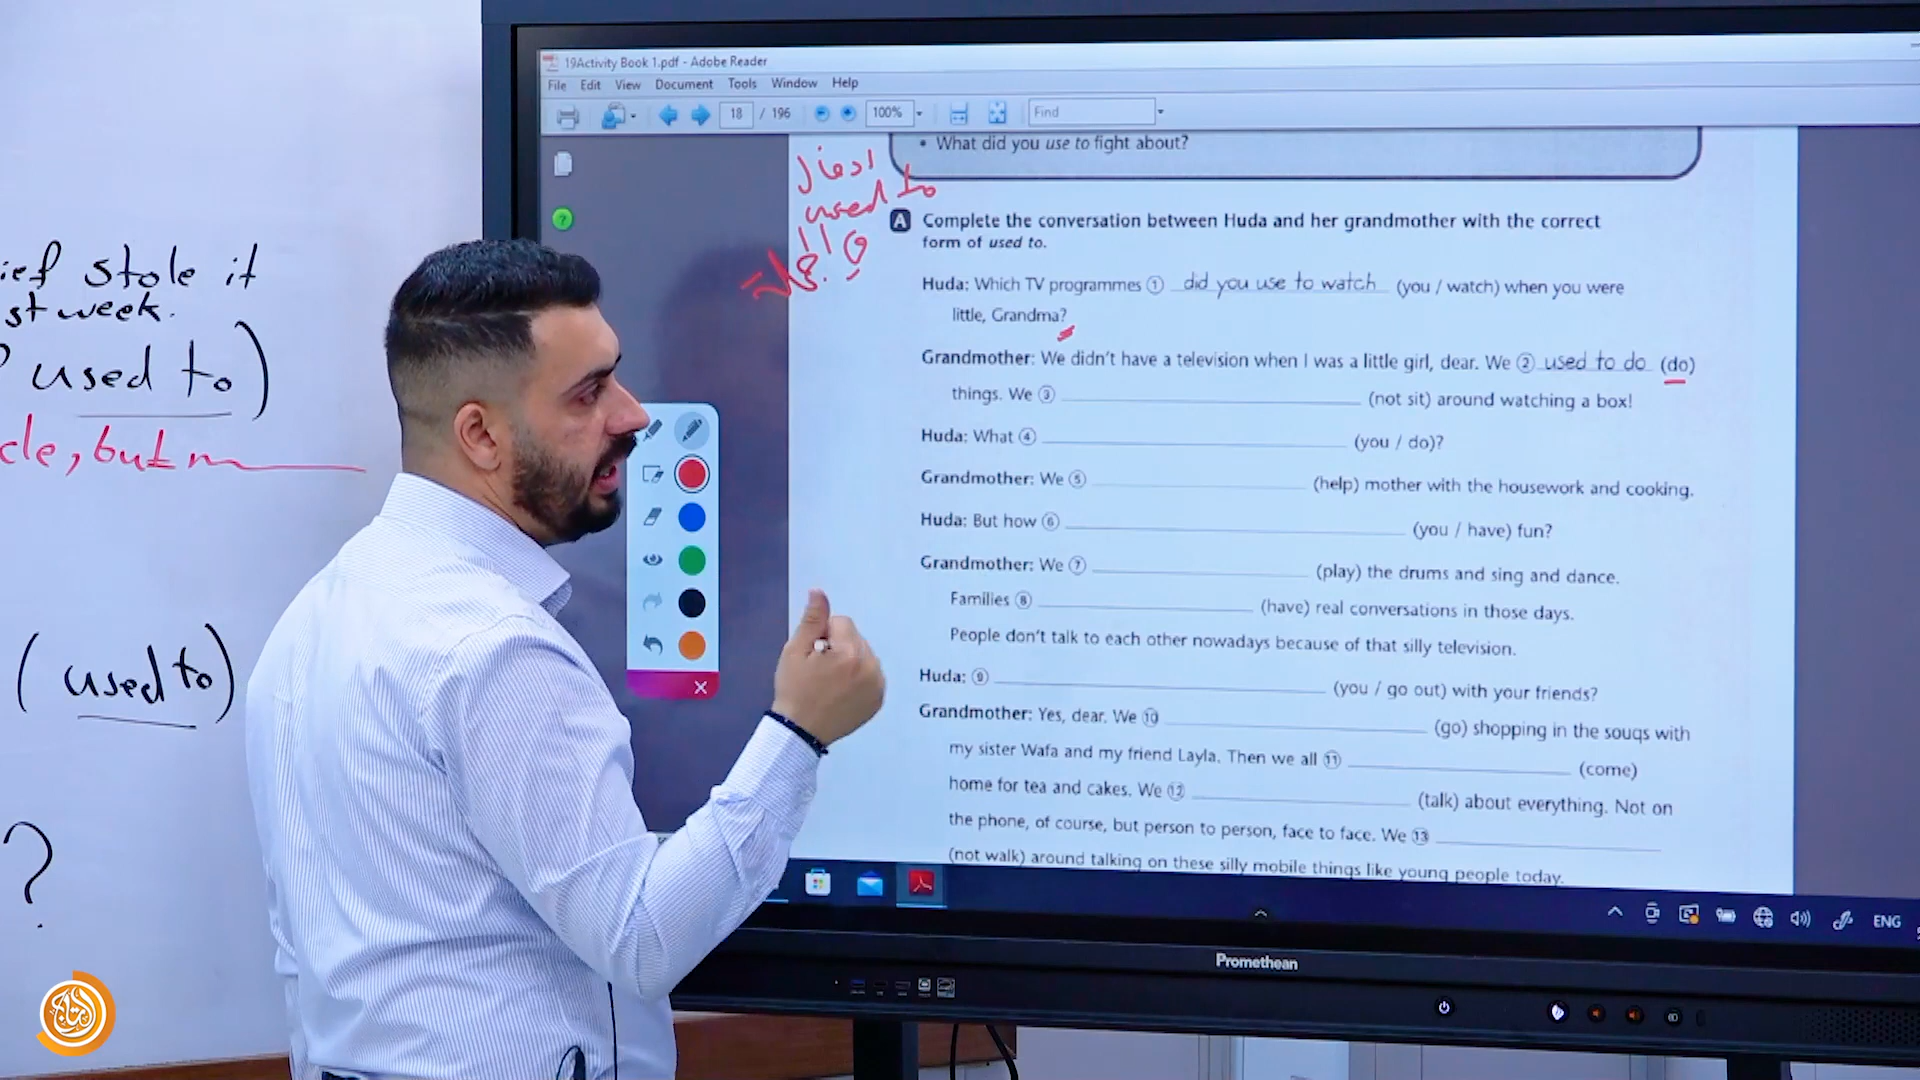 ief stole it
st week.
used to)
cle, but
(used to)
?
19Activity Book 1.pdf - Adobe Reader
File Edit View Document Tools Window Help
18 / 196 100% Find
• What did you use to fight about?
used to
A Complete the conversation between Huda and her grandmother with the correct
form of used to.
Huda: Which TV programmes ① did you use to watch (you / watch) when you were
little, Grandma?
Grandmother: We didn't have a television when I was a little girl, dear. We ② used to do (do)
things. We ③ (not sit) around watching a box!
Huda: What ④ (you / do)?
Grandmother: We ⑤ (help) mother with the housework and cooking.
Huda: But how ⑥ (you / have) fun?
Grandmother: We ⑦ (play) the drums and sing and dance.
Families ⑧ (have) real conversations in those days.
People don't talk to each other nowadays because of that silly television.
Huda: ⑨ (you / go out) with your friends?
Grandmother: Yes, dear. We ⑩ (go) shopping in the souqs with
my sister Wafa and my friend Layla. Then we all ⑪ (come)
home for tea and cakes. We ⑫ (talk) about everything. Not on
the phone, of course, but person to person, face to face. We ⑬
(not walk) around talking on these silly mobile things like young people today.
ENG
Promethean